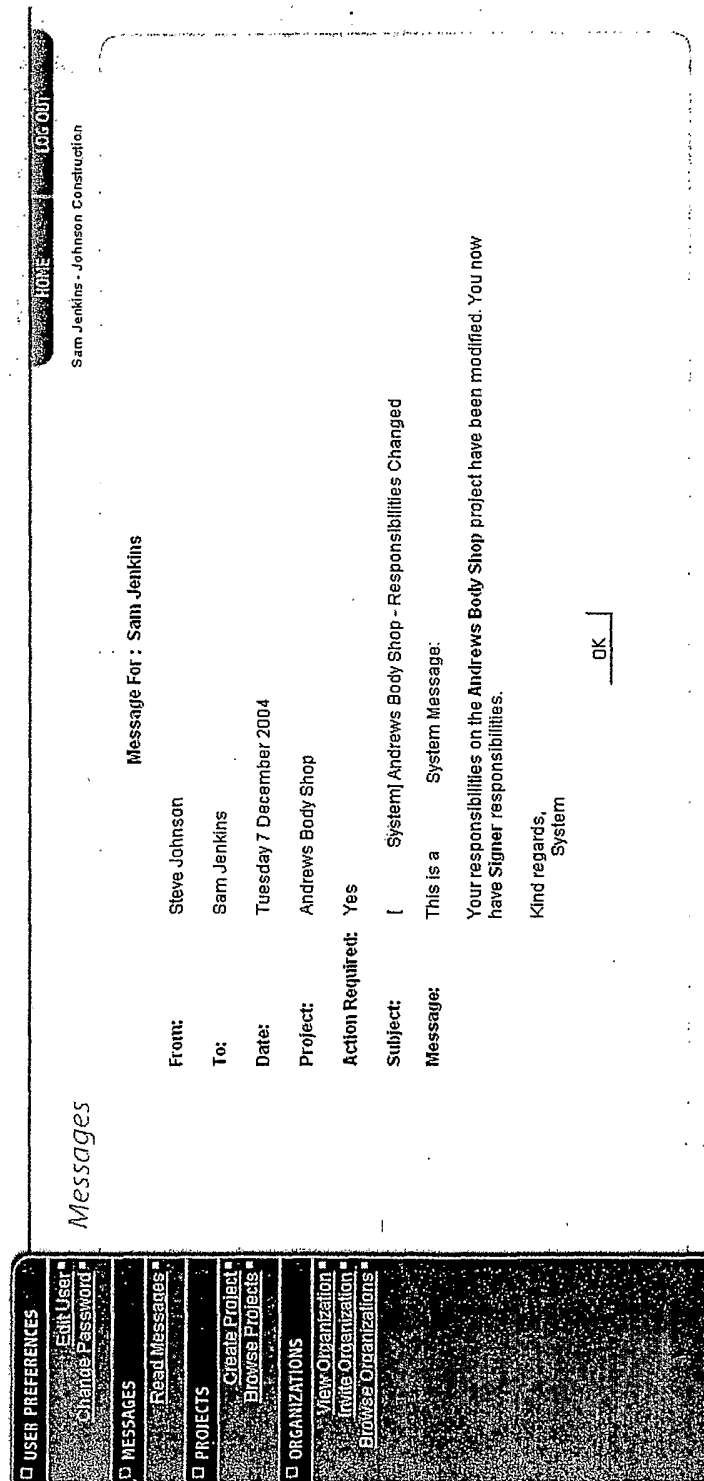 HOME LOG OUT
Sam Jenkins - Johnson Construction
USER PREFERENCES
Edit User
Change Password
MESSAGES
Read Messages
PROJECTS
Create Project
Browse Projects
ORGANIZATIONS
View Organization
Invite Organization
Browse Organizations
Messages
Message For : Sam Jenkins
From: Steve Johnson
To: Sam Jenkins
Date: Tuesday 7 December 2004
Project: Andrews Body Shop
Action Required: Yes
Subject: [ System] Andrews Body Shop - Responsibilities Changed
Message: This is a System Message:
Your responsibilities on the Andrews Body Shop project have been modified. You now
have Signer responsibilities.
Kind regards,
System
OK